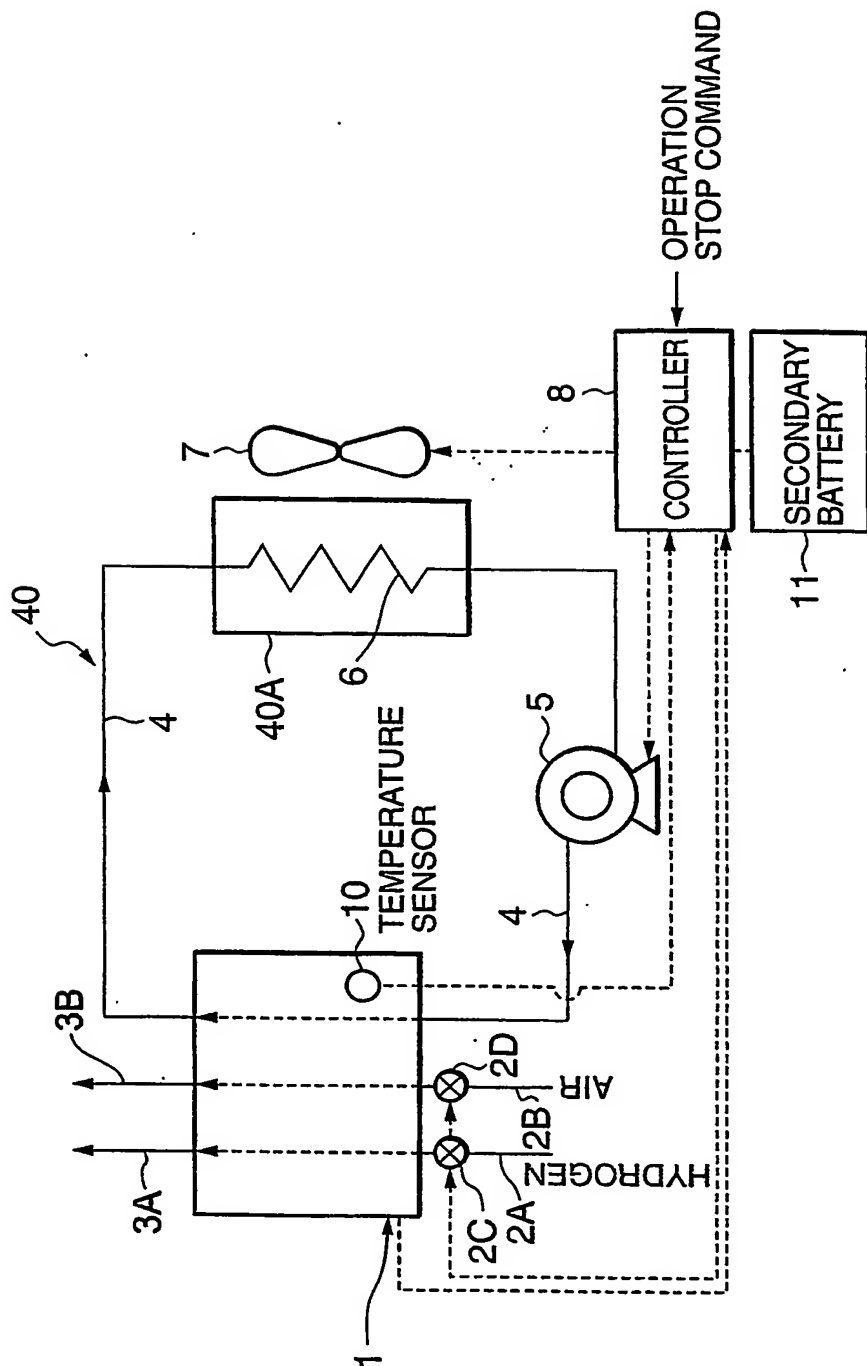 40
4
7
40A
6
3B
3A
TEMPERATURE
SENSOR
10
5
4
8
CONTROLLER
OPERATION
STOP COMMAND
SECONDARY
BATTERY
11
2D
2B
AIR
2C
2A
HYDROGEN
1